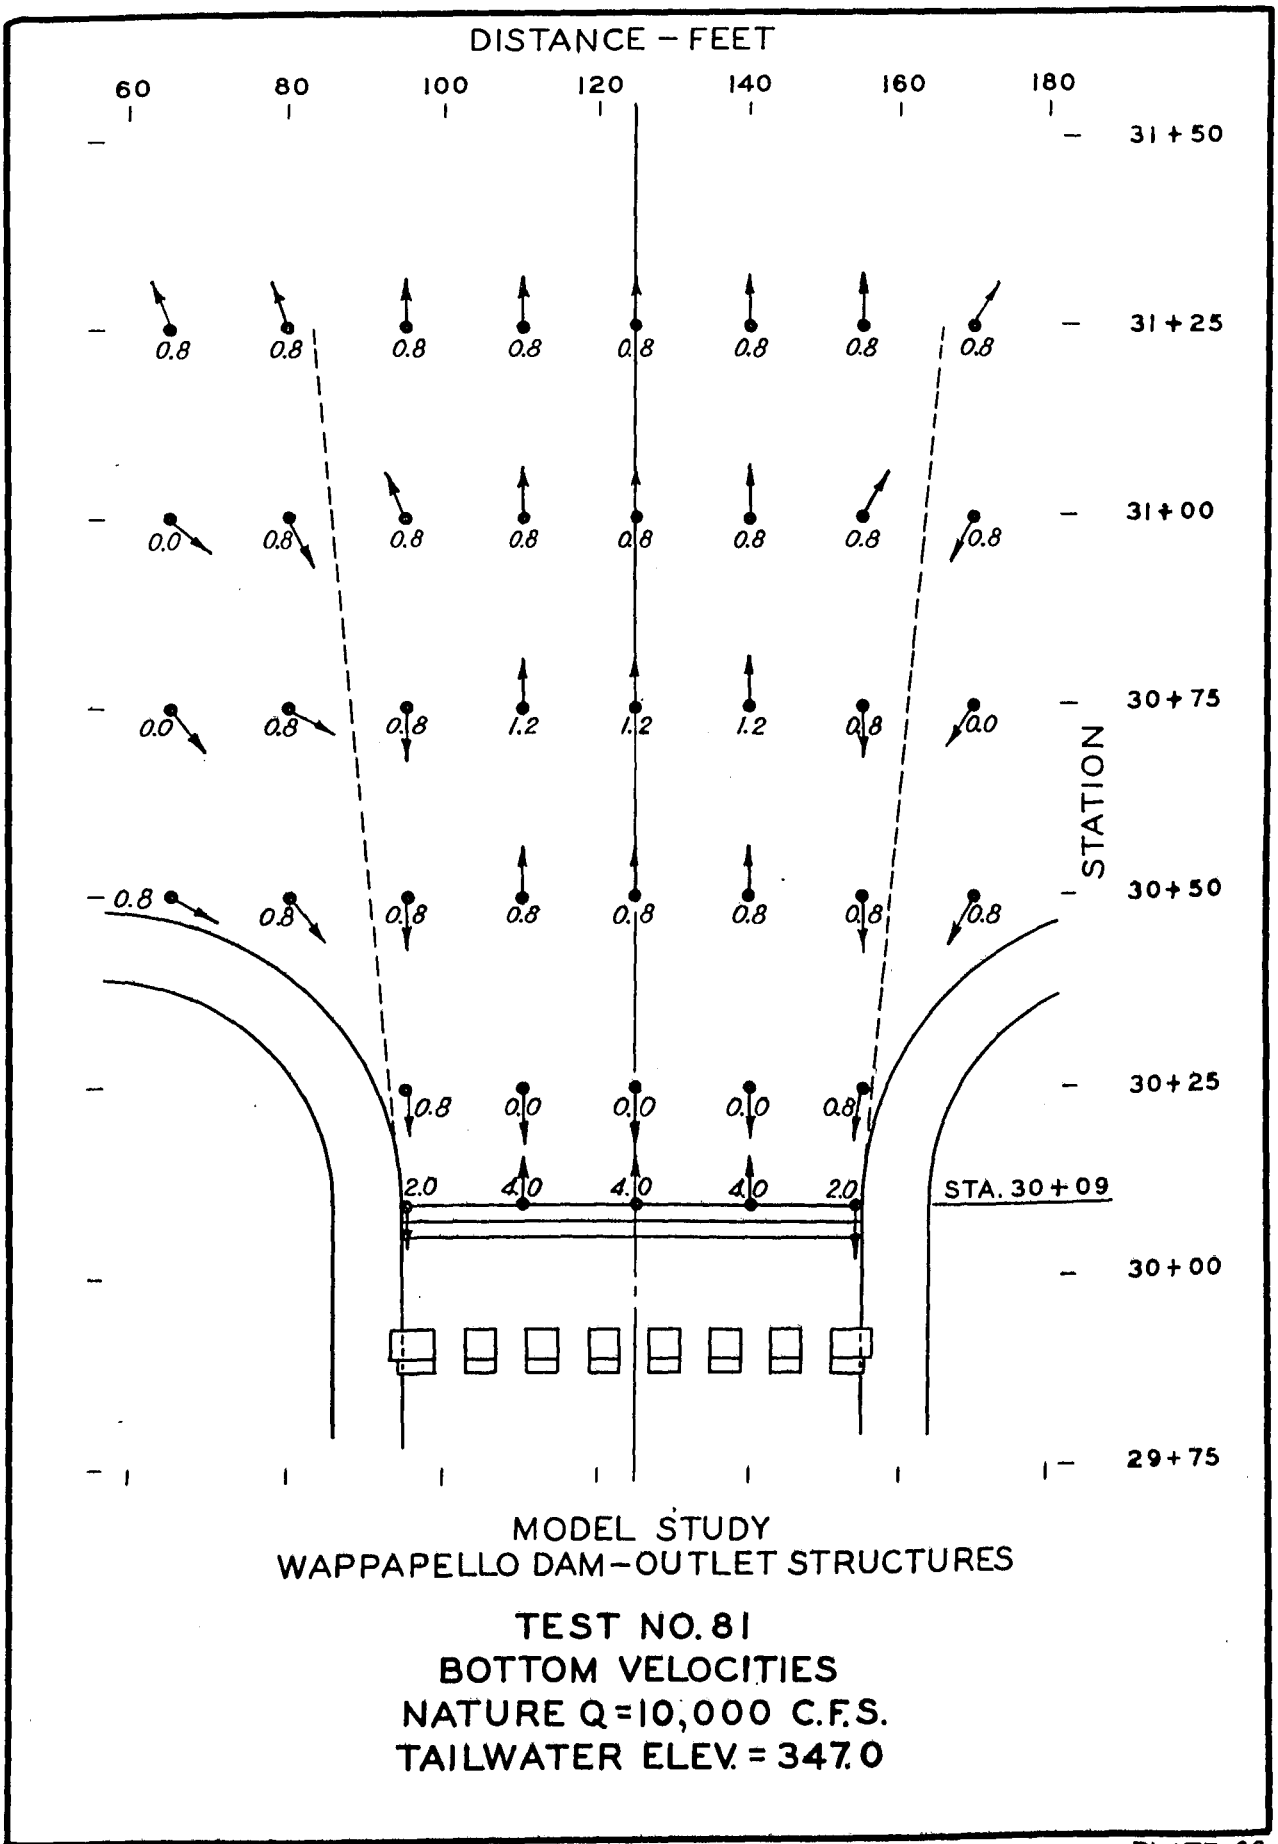 DISTANCE - FEET
60 80 100 120 140 160 180
31+50
31+25
0.8 0.8 0.8 0.8 0.8 0.8 0.8 0.8
31+00
0.0 0.8 0.8 0.8 0.8 0.8 0.8 0.8
30+75
0.0 0.8 0.8 1.2 1.2 1.2 0.8 0.0
STATION
30+50
0.8 0.8 0.8 0.8 0.8 0.8 0.8 0.8
30+25
0.8 0.0 0.0 0.0 0.8
2.0 4.0 4.0 4.0 2.0 STA. 30+09
30+00
29+75
MODEL STUDY
WAPPAPELLO DAM-OUTLET STRUCTURES
TEST NO. 81
BOTTOM VELOCITIES
NATURE Q=10,000 C.F.S.
TAILWATER ELEV. = 347.0